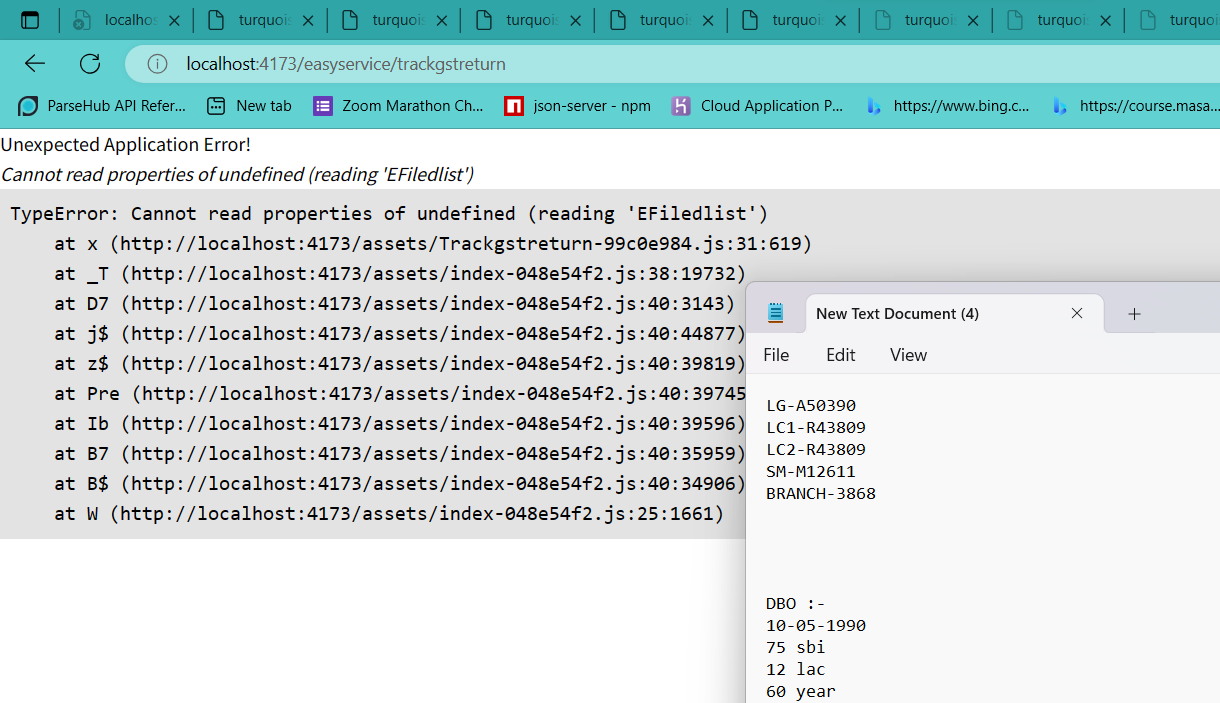 localhos
turquois
turquois
turquois
turquois
turquoi
turquoi
turquoi
turquoi
localhost:4173/easyservice/trackgstreturn
ParseHub API Refer...
New tab
Zoom Marathon Ch...
json-server - npm
Cloud Application P...
https://www.bing.c...
https://course.masa...
Unexpected Application Error!
Cannot read properties of undefined (reading 'EFiledlist')
TypeError: Cannot read properties of undefined (reading 'EFiledlist')
at x (http://localhost:4173/assets/Trackgstreturn-99c0e984.js:31:619)
at _T (http://localhost:4173/assets/index-048e54f2.js:38:19732)
at D7 (http://localhost:4173/assets/index-048e54f2.js:40:3143)
at j$ (http://localhost:4173/assets/index-048e54f2.js:40:44877)
at z$ (http://localhost:4173/assets/index-048e54f2.js:40:39819)
at Pre (http://localhost:4173/assets/index-048e54f2.js:40:39745
at Ib (http://localhost:4173/assets/index-048e54f2.js:40:39596)
at B7 (http://localhost:4173/assets/index-048e54f2.js:40:35959)
at B$ (http://localhost:4173/assets/index-048e54f2.js:40:34906)
at W (http://localhost:4173/assets/index-048e54f2.js:25:1661)
New Text Document (4)
File Edit View
LG-A50390
LC1-R43809
LC2-R43809
SM-M12611
BRANCH-3868
DBO :-
10-05-1990
75 sbi
12 lac
60 year